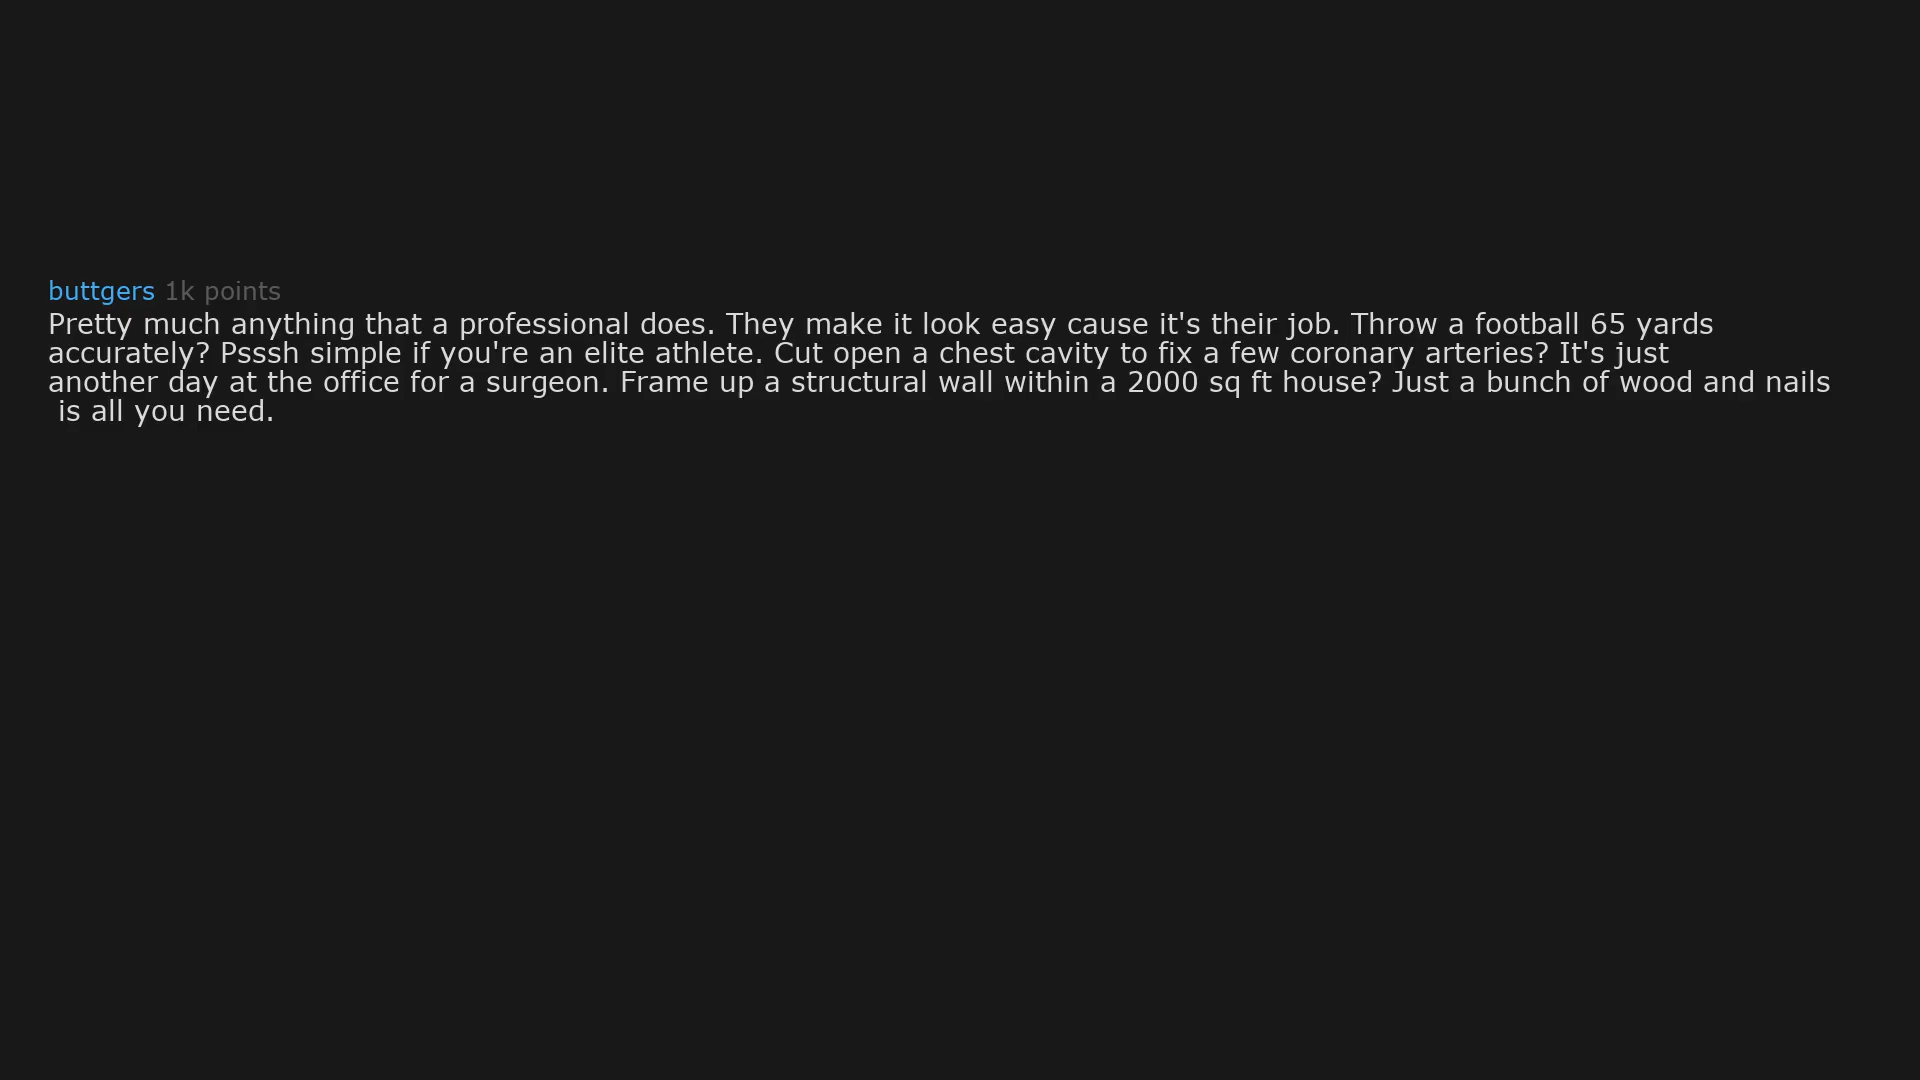 buttgers 1k points
Pretty much anything that a professional does. They make it look easy cause it's their job. Throw a football 65 yards
accurately? Psssh simple if you're an elite athlete. Cut open a chest cavity to fix a few coronary arteries? It's just
another day at the office for a surgeon. Frame up a structural wall within a 2000 sq ft house? Just a bunch of wood and nails
is all you need.